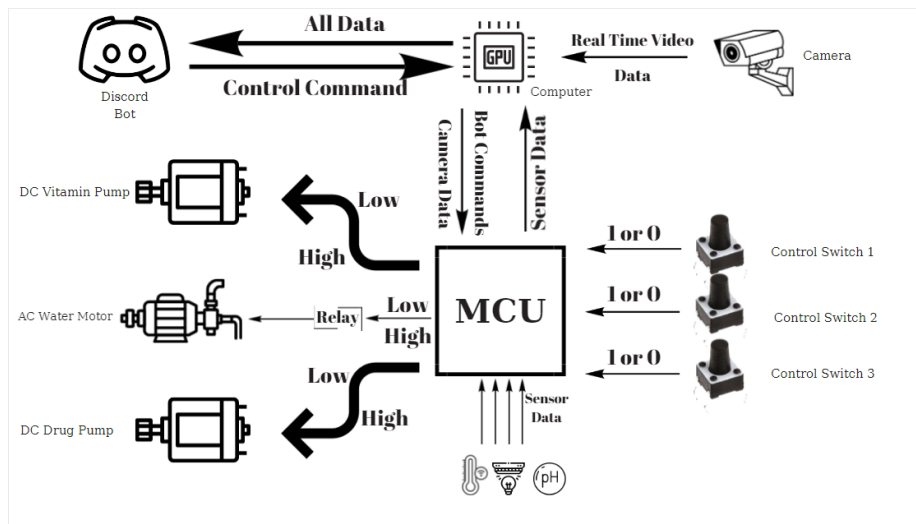 All Data
GPU
Real Time Video
Data
Camera
Discord
Bot
Control Command
Computer
Bot Commands
Camera Data
Sensor Data
DC Vitamin Pump
Low
High
1 or 0
Control Switch 1
MCU
AC Water Motor
Relay
Low
High
1 or 0
Control Switch 2
1 or 0
Control Switch 3
Low
High
DC Drug Pump
Sensor
Data
pH